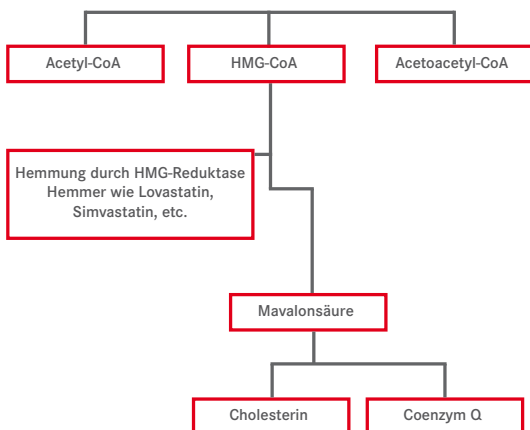 Acetyl-CoA
HMG-CoA
Acetoacetyl-CoA
Hemmung durch HMG-Reduktase
Hemmer wie Lovastatin,
Simvastatin, etc.
Mavalonsäure
Cholesterin
Coenzym Q